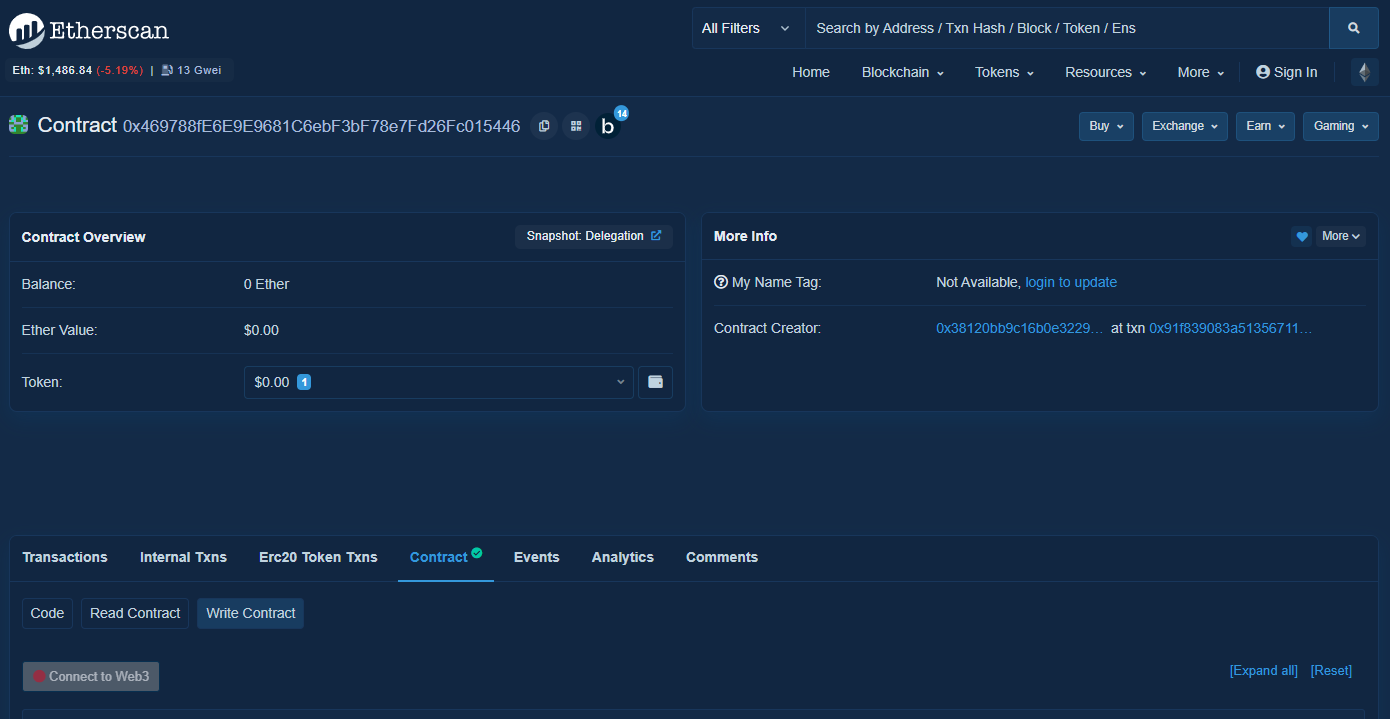 Etherscan
All Filters
Search by Address / Txn Hash / Block / Token / Ens
Eth: $1,486.84 (-5.19%) | 13 Gwei
Home Blockchain Tokens Resources More Sign In
Contract 0x469788fE6E9E9681C6ebF3bF78e7Fd26Fc015446 b 14
Buy Exchange Earn Gaming
Contract Overview
Snapshot: Delegation
Balance: 0 Ether
Ether Value: $0.00
Token: $0.00 1
More Info
More
My Name Tag: Not Available, login to update
Contract Creator: 0x38120bb9c16b0e3229... at txn 0x91f839083a51356711...
Transactions Internal Txns Erc20 Token Txns Contract Events Analytics Comments
Code Read Contract Write Contract
Connect to Web3
[Expand all] [Reset]